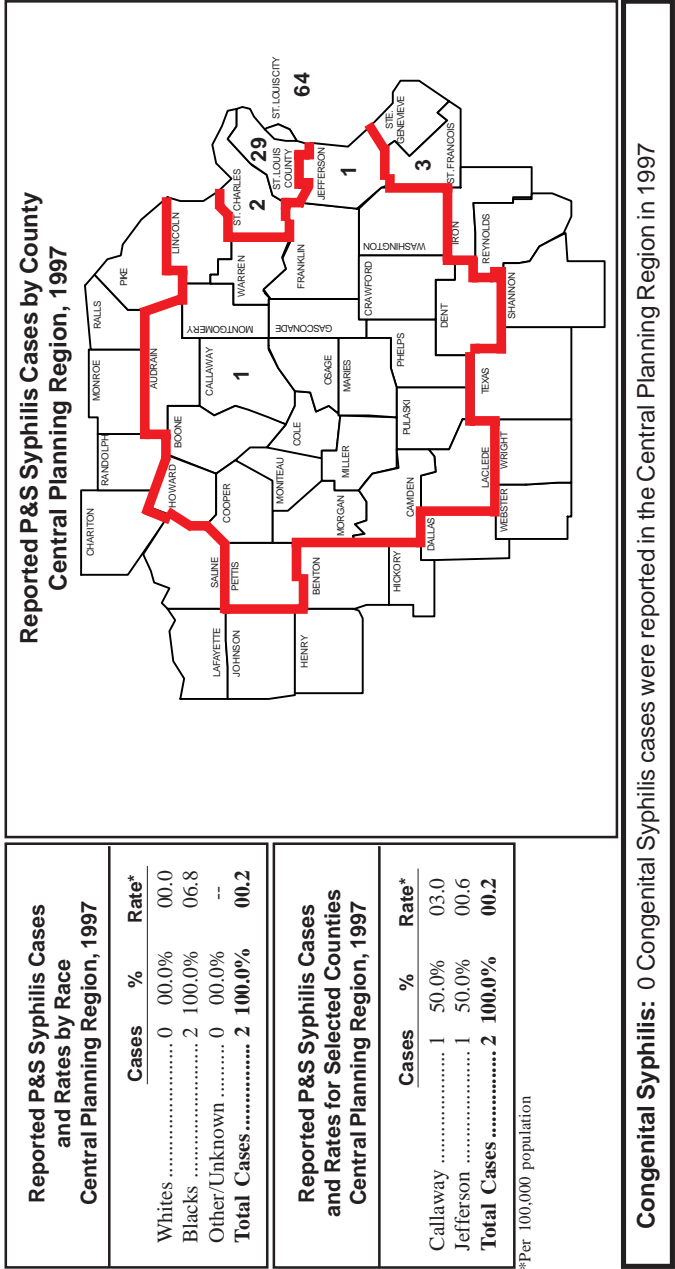 Reported P&S Syphilis Cases
and Rates by Race
Central Planning Region, 1997
Cases % Rate*
Whites ........................ 0 00.0% 00.0
Blacks ......................... 2 100.0% 06.8
Other/Unknown ......... 0 00.0% --
Total Cases ................ 2 100.0% 00.2
Reported P&S Syphilis Cases
and Rates for Selected Counties
Central Planning Region, 1997
Cases % Rate*
Callaway ..................... 1 50.0% 03.0
Jefferson ..................... 1 50.0% 00.6
Total Cases ................ 2 100.0% 00.2
*Per 100,000 population
Reported P&S Syphilis Cases by County
Central Planning Region, 1997
CHARITON
RANDOLPH
MONROE
RALLS
PIKE
LINCOLN
AUDRAIN
HOWARD
BOONE
CALLAWAY
1
MONTGOMERY
WARREN
ST. CHARLES
2
29
ST. LOUIS
COUNTY
ST. LOUIS CITY
64
LAFAYETTE
SALINE
JOHNSON
PETTIS
COOPER
MONITEAU
COLE
OSAGE
GASCONADE
FRANKLIN
JEFFERSON
1
HENRY
BENTON
MORGAN
MILLER
MARIES
CRAWFORD
WASHINGTON
STE.
GENEVIEVE
3
ST. FRANCOIS
HICKORY
CAMDEN
PULASKI
PHELPS
DENT
IRON
REYNOLDS
DALLAS
LACLEDE
TEXAS
SHANNON
WEBSTER
WRIGHT
Congenital Syphilis: 0 Congenital Syphilis cases were reported in the Central Planning Region in 1997